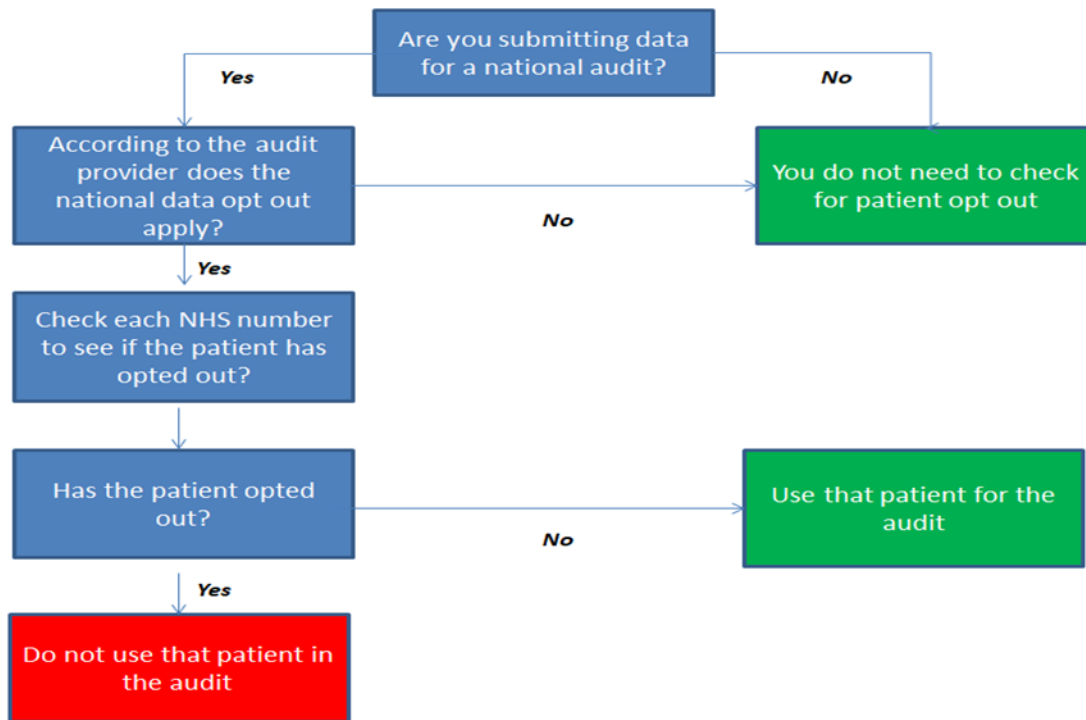 Are you submitting data
for a national audit?
Yes
No
According to the audit
provider does the
national data opt out
apply?
You do not need to check
for patient opt out
No
Yes
Check each NHS number
to see if the patient has
opted out?
Has the patient opted
out?
Use that patient for the
audit
No
Yes
Do not use that patient in
the audit